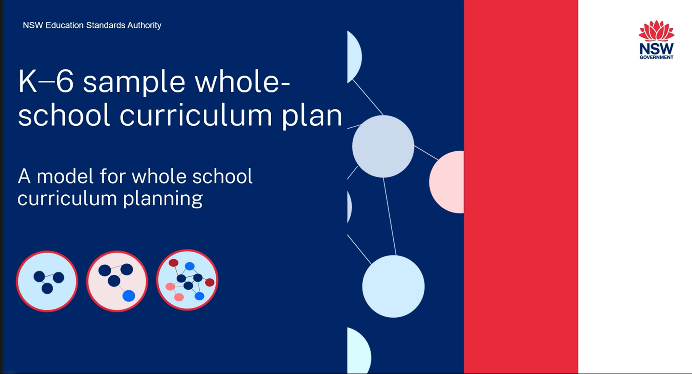 NSW Education Standards Authority
K–6 sample whole-
school curriculum plan
A model for whole school
curriculum planning
NSW
GOVERNMENT